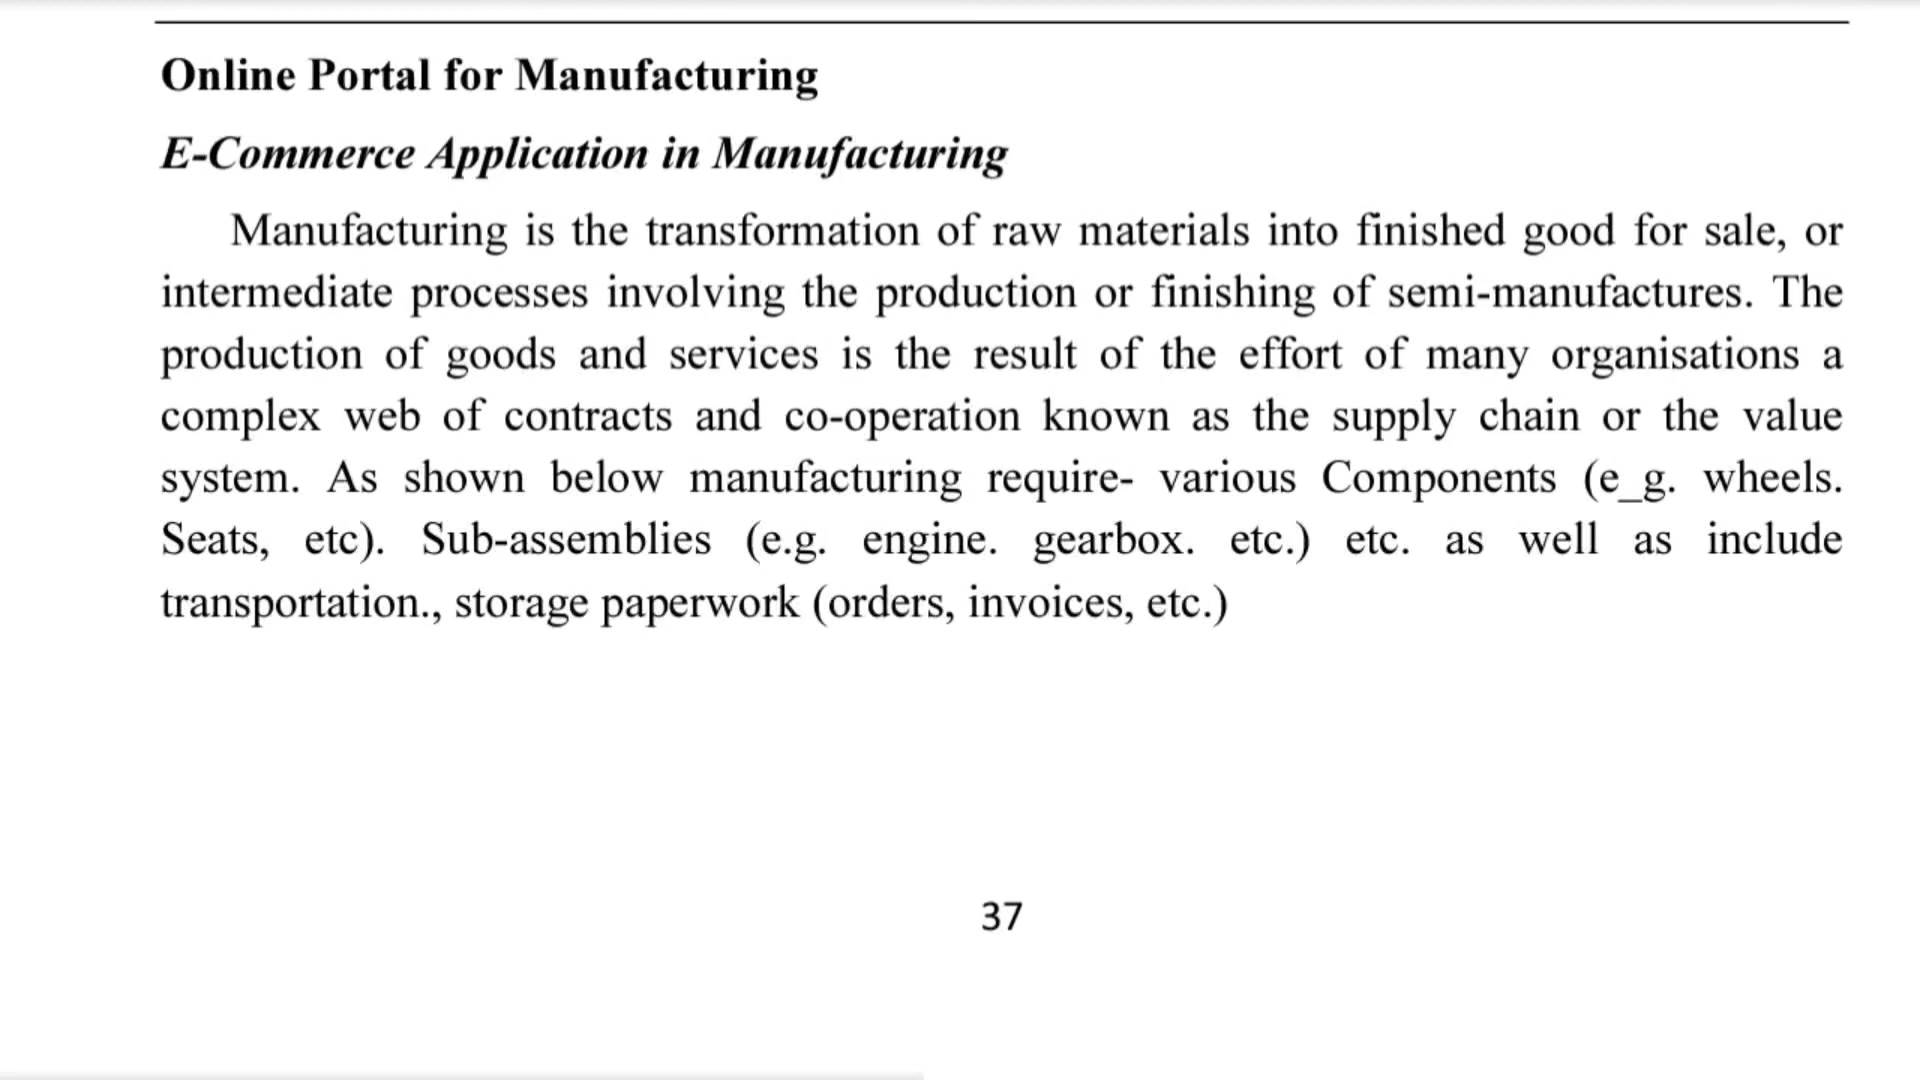 Online Portal for Manufacturing
E-Commerce Application in Manufacturing
Manufacturing is the transformation of raw materials into finished good for sale, or
intermediate processes involving the production or finishing of semi-manufactures. The
production of goods and services is the result of the effort of many organisations a
complex web of contracts and co-operation known as the supply chain or the value
system. As shown below manufacturing require- various Components (e_g. wheels.
Seats, etc). Sub-assemblies (e.g. engine. gearbox. etc.) etc. as well as include
transportation., storage paperwork (orders, invoices, etc.)
37